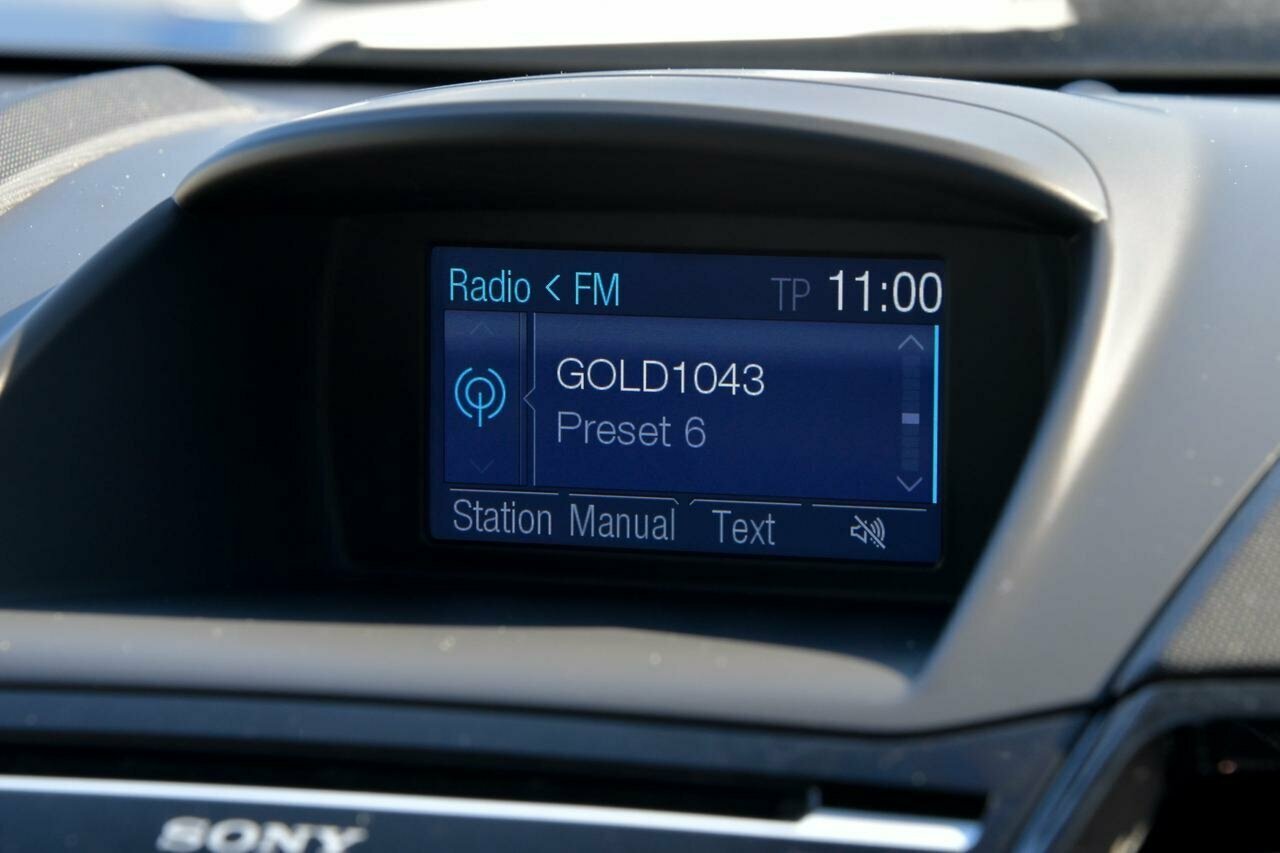 Radio < FM TP 11:00
GOLD1043
Preset 6
Station Manual Text
SONY